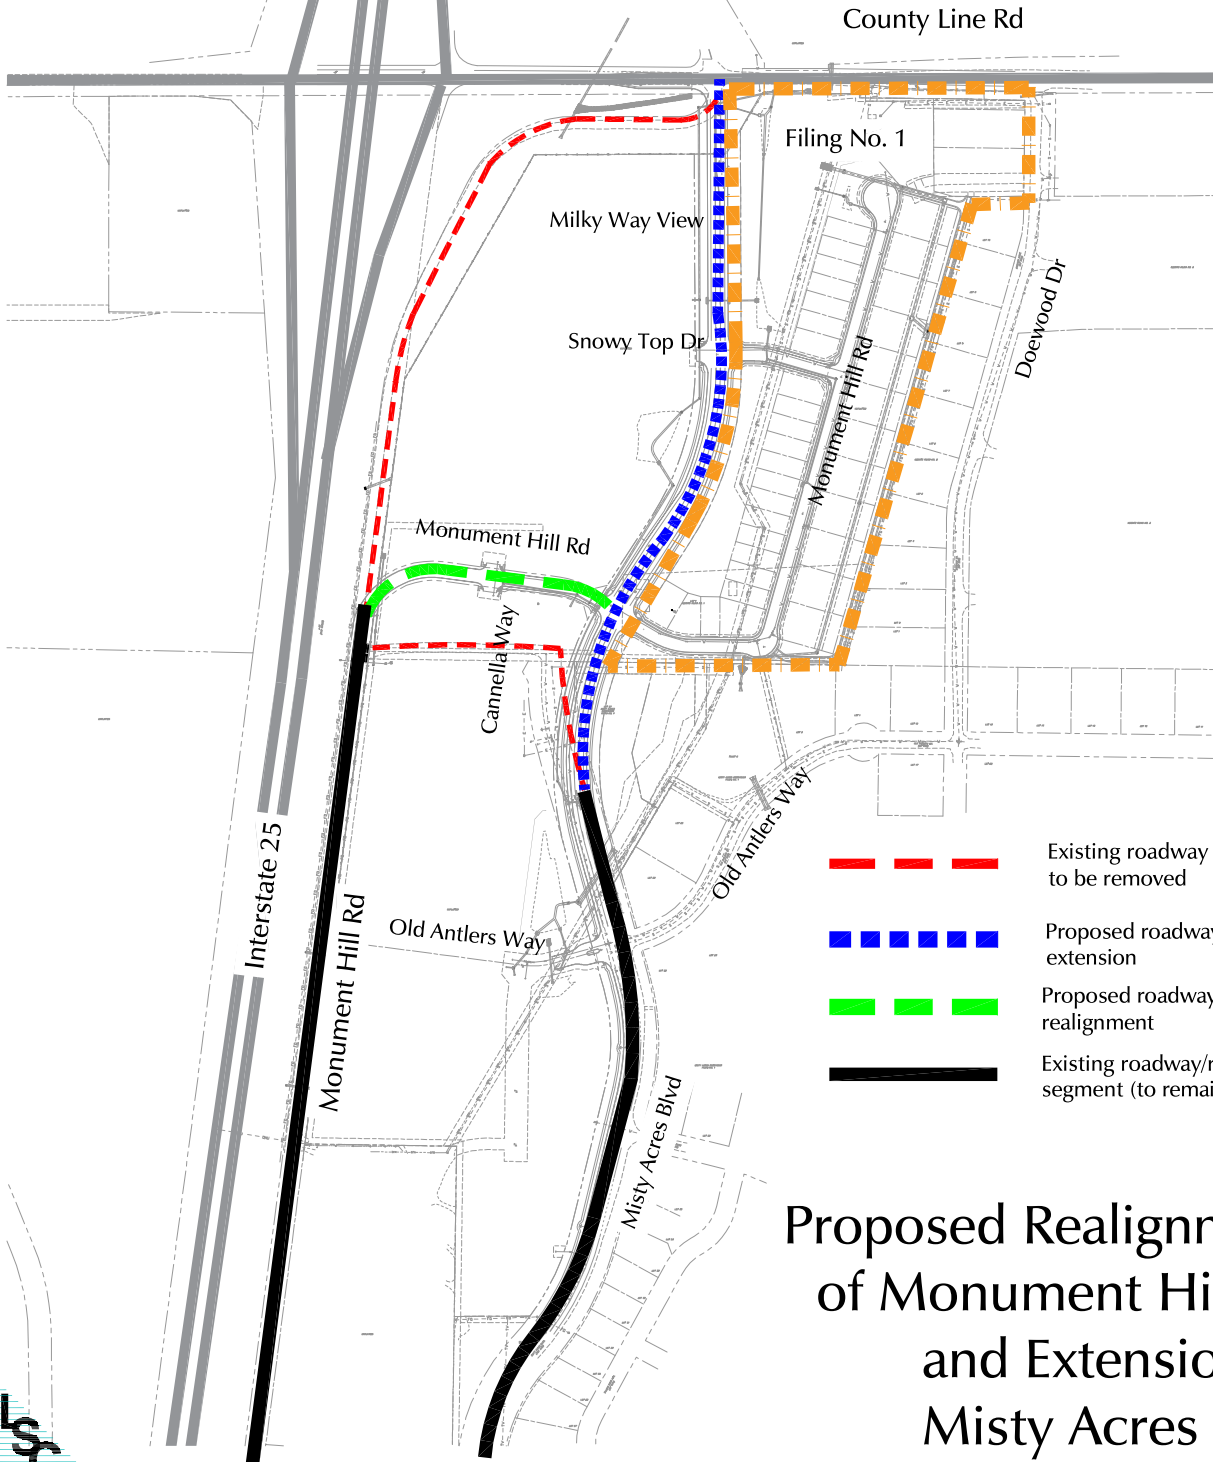 County Line Rd
Filing No. 1
Milky Way View
Snowy Top Dr
Doewood Dr
Monument Hill Rd
Monument Hill Rd
Cannella Way
Old Antlers Way
Interstate 25
Monument Hill Rd
Old Antlers Way
Misty Acres Blvd
Existing roadway
to be removed
Proposed roadway
extension
Proposed roadway
realignment
Existing roadway/r
segment (to remai
Proposed Realignm
of Monument Hi
and Extensio
Misty Acres
LSC